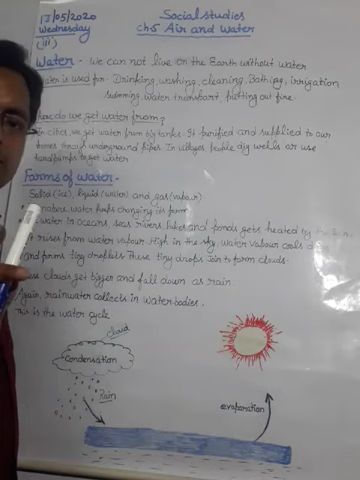 13/05/2020 Social studies
Wednesday Ch5 Air and Water
(III)
Water - we can not live on the Earth without water
Water is used for - Drinking, washing, cleaning, Bathing, irrigation
swimming, water transport putting out fire
How do we get water from?
In cities we get water from big tanks. It purified and supplied to our
homes through underground pipes. In villages, people dig wells or use
handpumps to get water
Forms of water -
Solid (ice), liquid (water) and gas (vapour)
nature water keeps changing its form
water in oceans, seas, rivers, lakes and ponds gets heated by the Sun.
rises from water vapour. High in the sky, water vapour cools down
and forms tiny droplets. These tiny drops join to form clouds.
clouds get bigger and fall down as rain
Again, rainwater collects in water bodies.
This is the water cycle.
cloud
Condensation
Rain
evaporation